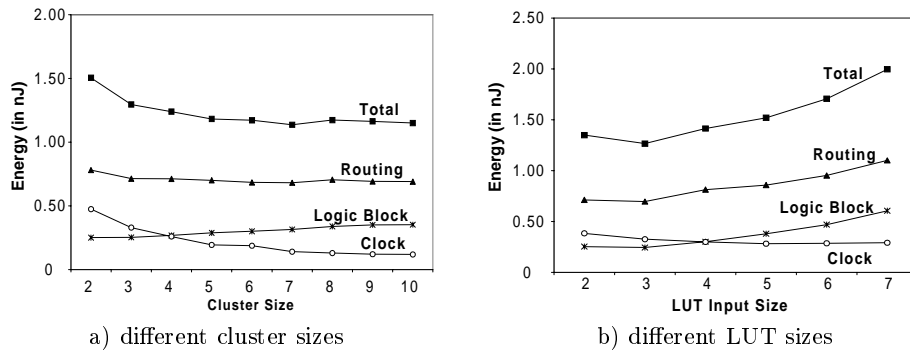 2.00
1.50
1.00
0.50
0
Energy (in nJ)
Total
Routing
Logic Block
Clock
2 3 4 5 6 7 8 9 10
Cluster Size
a) different cluster sizes
2.50
2.00
1.50
1.00
0.50
0
Energy (in nJ)
Total
Routing
Logic Block
Clock
2 3 4 5 6 7
LUT Input Size
b) different LUT sizes